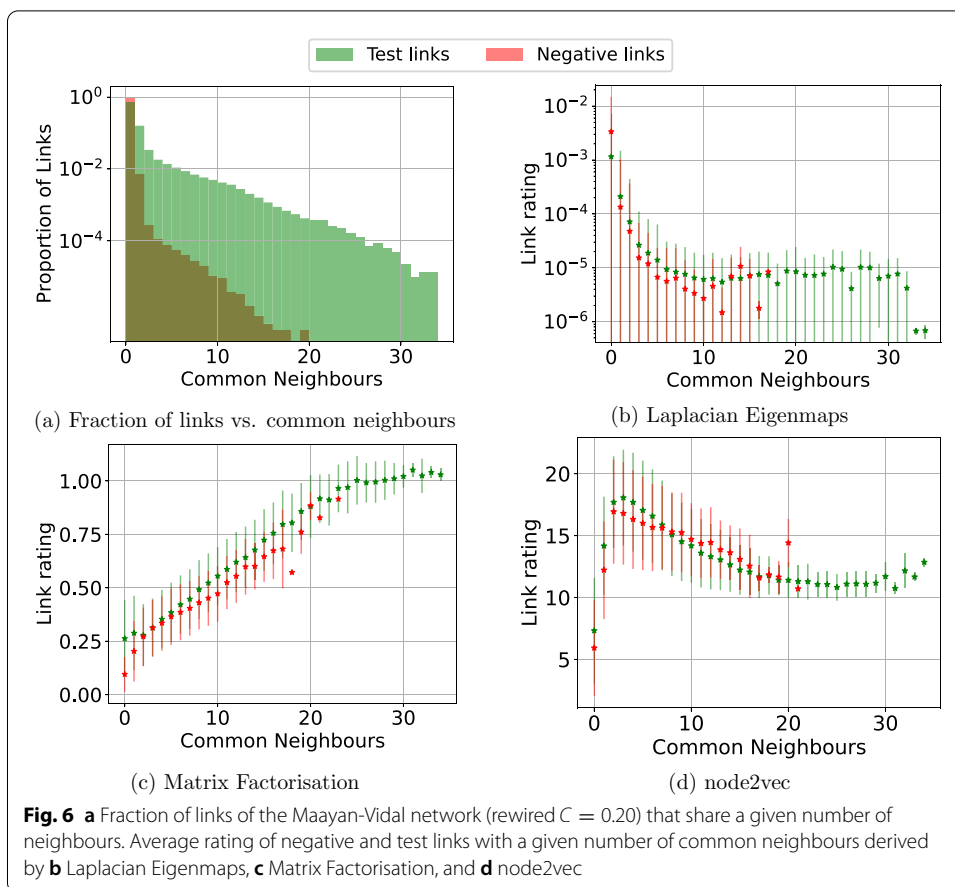 Test links Negative links
10^0
10^-2
10^-4
Proportion of Links
0 10 20 30
Common Neighbours
(a) Fraction of links vs. common neighbours
10^-2
10^-3
10^-4
10^-5
10^-6
Link rating
0 10 20 30
Common Neighbours
(b) Laplacian Eigenmaps
1.00
0.75
0.50
0.25
0.00
Link rating
0 10 20 30
Common Neighbours
(c) Matrix Factorisation
20
15
10
5
Link rating
0 10 20 30
Common Neighbours
(d) node2vec
Fig. 6 a Fraction of links of the Maayan-Vidal network (rewired C = 0.20) that share a given number of
neighbours. Average rating of negative and test links with a given number of common neighbours derived
by b Laplacian Eigenmaps, c Matrix Factorisation, and d node2vec